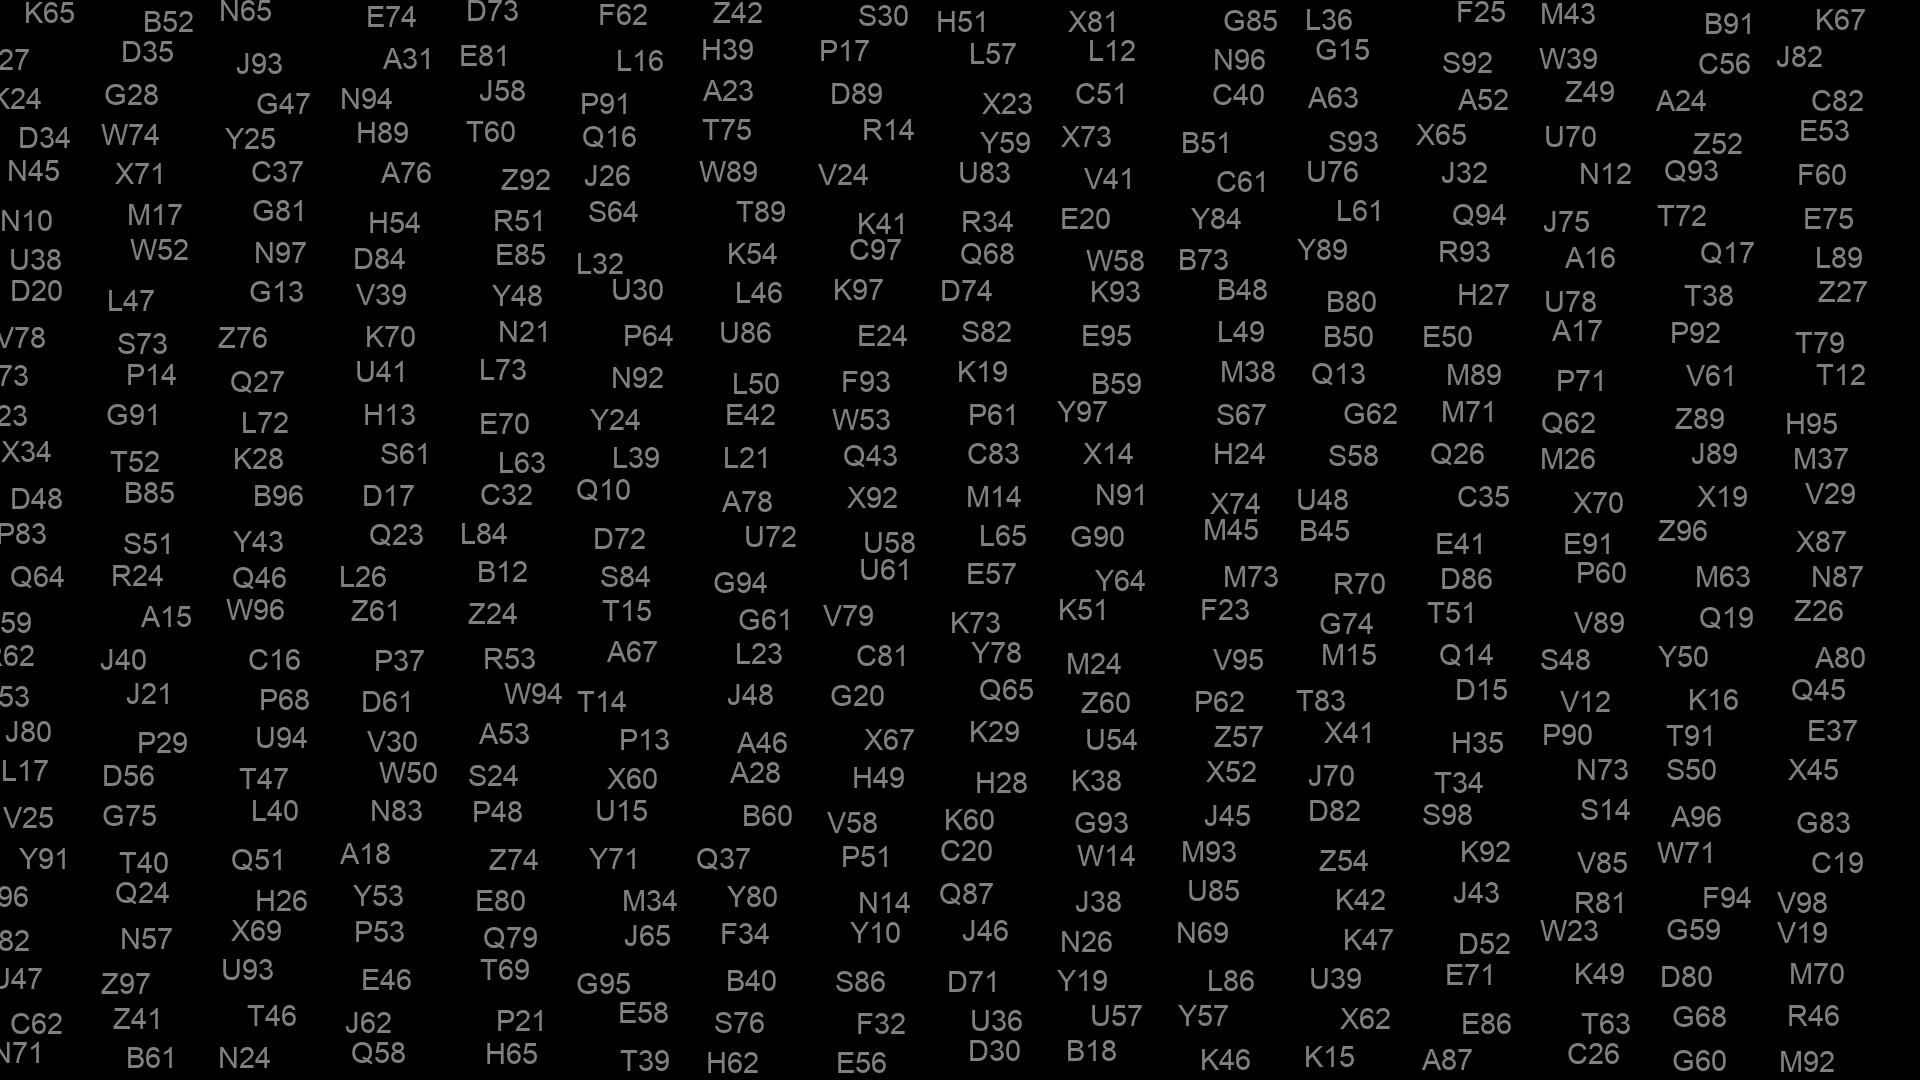 K65 B52 N65 E74 D73 F62 Z42 S30 H51 X81 G85 L36 F25 M43 B91 K67
27 D35 J93 A31 E81 L16 H39 P17 L57 L12 N96 G15 S92 W39 C56 J82
K24 G28 G47 N94 J58 P91 A23 D89 X23 C51 C40 A63 A52 Z49 A24 C82
D34 W74 Y25 H89 T60 Q16 T75 R14 Y59 X73 B51 S93 X65 U70 Z52 E53
N45 X71 C37 A76 Z92 J26 W89 V24 U83 V41 C61 U76 J32 N12 Q93 F60
N10 M17 G81 H54 R51 S64 T89 K41 R34 E20 Y84 L61 Q94 J75 T72 E75
U38 W52 N97 D84 E85 L32 K54 C97 Q68 W58 B73 Y89 R93 A16 Q17 L89
D20 L47 G13 V39 Y48 U30 L46 K97 D74 K93 B48 B80 H27 U78 T38 Z27
V78 S73 Z76 K70 N21 P64 U86 E24 S82 E95 L49 B50 E50 A17 P92 T79
73 P14 Q27 U41 L73 N92 L50 F93 K19 B59 M38 Q13 M89 P71 V61 T12
23 G91 L72 H13 E70 Y24 E42 W53 P61 Y97 S67 G62 M71 Q62 Z89 H95
X34 T52 K28 S61 L63 L39 L21 Q43 C83 X14 H24 S58 Q26 M26 J89 M37
D48 B85 B96 D17 C32 Q10 A78 X92 M14 N91 X74 U48 C35 X70 X19 V29
P83 S51 Y43 Q23 L84 D72 U72 U58 L65 G90 M45 B45 E41 E91 Z96 X87
Q64 R24 Q46 L26 B12 S84 G94 U61 E57 Y64 M73 R70 D86 P60 M63 N87
59 A15 W96 Z61 Z24 T15 G61 V79 K73 K51 F23 G74 T51 V89 Q19 Z26
62 J40 C16 P37 R53 A67 L23 C81 Y78 M24 V95 M15 Q14 S48 Y50 A80
53 J21 P68 D61 W94 T14 J48 G20 Q65 Z60 P62 T83 D15 V12 K16 Q45
J80 P29 U94 V30 A53 P13 A46 X67 K29 U54 Z57 X41 H35 P90 T91 E37
L17 D56 T47 W50 S24 X60 A28 H49 H28 K38 X52 J70 T34 N73 S50 X45
V25 G75 L40 N83 P48 U15 B60 V58 K60 G93 J45 D82 S98 S14 A96 G83
Y91 T40 Q51 A18 Z74 Y71 Q37 P51 C20 W14 M93 Z54 K92 V85 W71 C19
96 Q24 H26 Y53 E80 M34 Y80 N14 Q87 J38 U85 K42 J43 R81 F94 V98
82 N57 X69 P53 Q79 J65 F34 Y10 J46 N26 N69 K47 D52 W23 G59 V19
U47 Z97 U93 E46 T69 G95 B40 S86 D71 Y19 L86 U39 E71 K49 D80 M70
C62 Z41 T46 J62 P21 E58 S76 F32 U36 U57 Y57 X62 E86 T63 G68 R46
N71 B61 N24 Q58 H65 T39 H62 E56 D30 B18 K46 K15 A87 C26 G60 M92